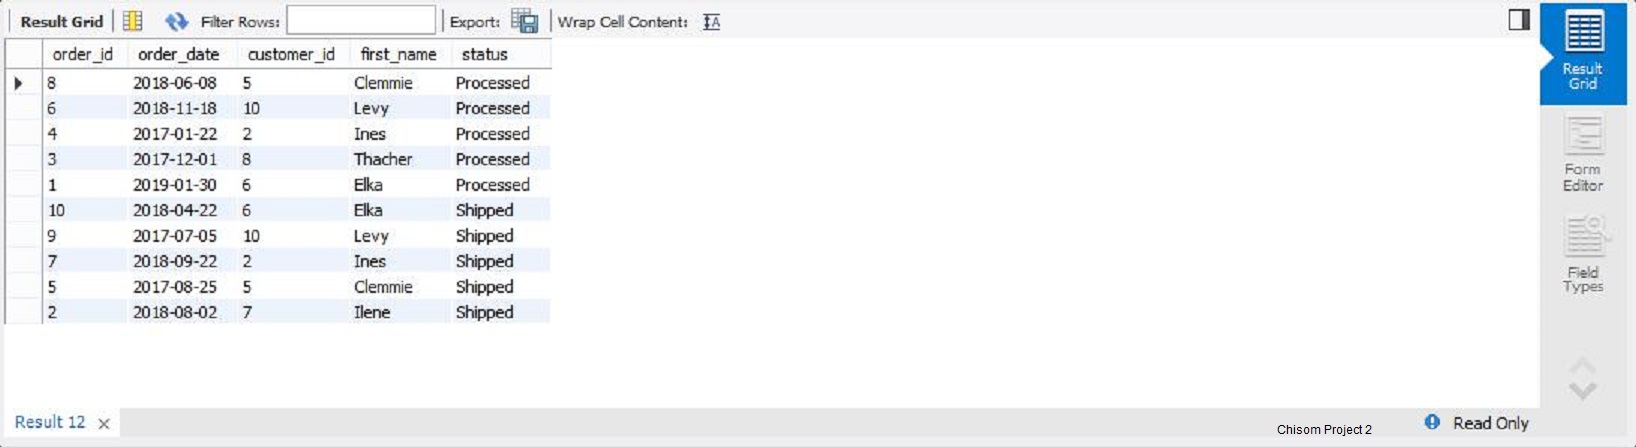 Result Grid Filter Rows: Export: Wrap Cell Content: IA
order_id order_date customer_id first_name status
8 2018-06-08 5 Clemmie Processed
6 2018-11-18 10 Levy Processed
4 2017-01-22 2 Ines Processed
3 2017-12-01 8 Thacher Processed
1 2019-01-30 6 Elka Processed
10 2018-04-22 6 Elka Shipped
9 2017-07-05 10 Levy Shipped
7 2018-09-22 2 Ines Shipped
5 2017-08-25 5 Clemmie Shipped
2 2018-08-02 7 Ilene Shipped
Result
Grid
Form
Editor
Field
Types
Result 12 ×
Chisom Project 2
Read Only